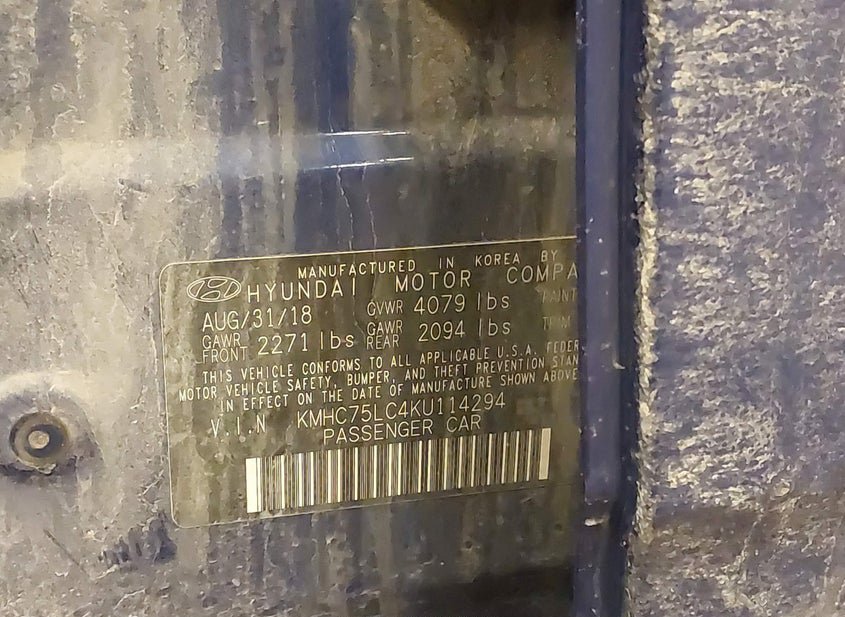 MANUFACTURED IN KOREA BY
HYUNDAI MOTOR COMPA
AUG/31/18 GVWR 4079 lbs PAINT
GAWR FRONT 2271 lbs GAWR REAR 2094 lbs TRIM
THIS VEHICLE CONFORMS TO ALL APPLICABLE U.S.A. FEDER
MOTOR VEHICLE SAFETY, BUMPER, AND THEFT PREVENTION STAN
IN EFFECT ON THE DATE OF MANUFACTURE SHOWN ABOVE
V.I.N KMHC75LC4KU114294
PASSENGER CAR